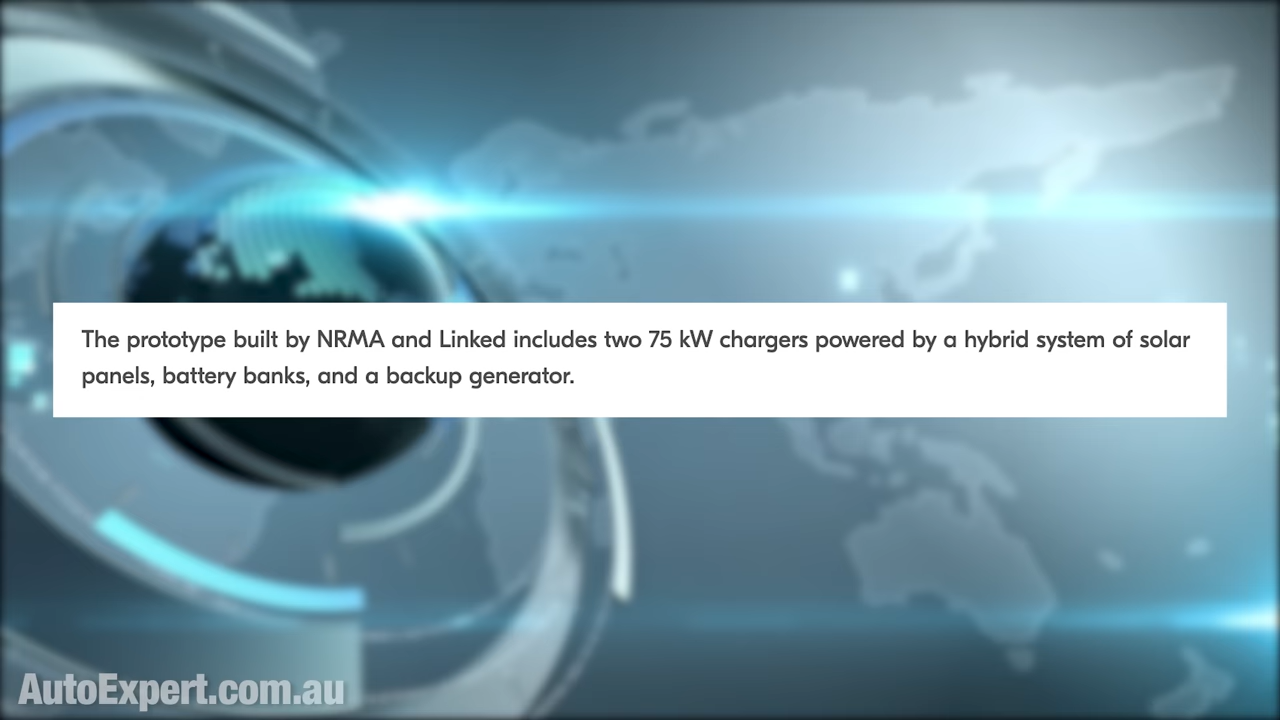 The prototype built by NRMA and Linked includes two 75 kW chargers powered by a hybrid system of solar
panels, battery banks, and a backup generator.
AutoExpert.com.au